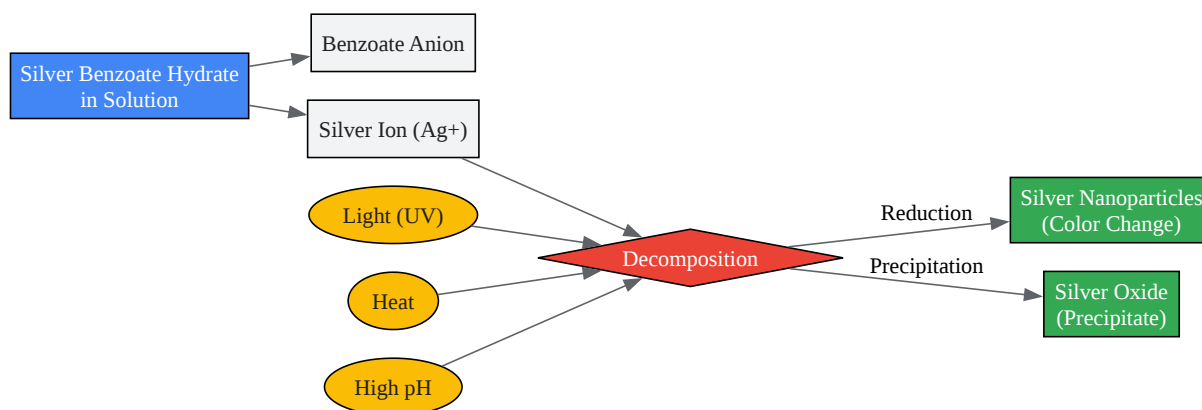 Silver Benzoate Hydrate
in Solution
Benzoate Anion
Silver Ion (Ag+)
Light (UV)
Heat
High pH
Decomposition
Reduction
Precipitation
Silver Nanoparticles
(Color Change)
Silver Oxide
(Precipitate)